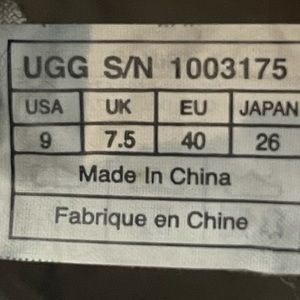 UGG S/N 1003175
USA UK EU JAPAN
9 7.5 40 26
Made In China
Fabrique en Chine